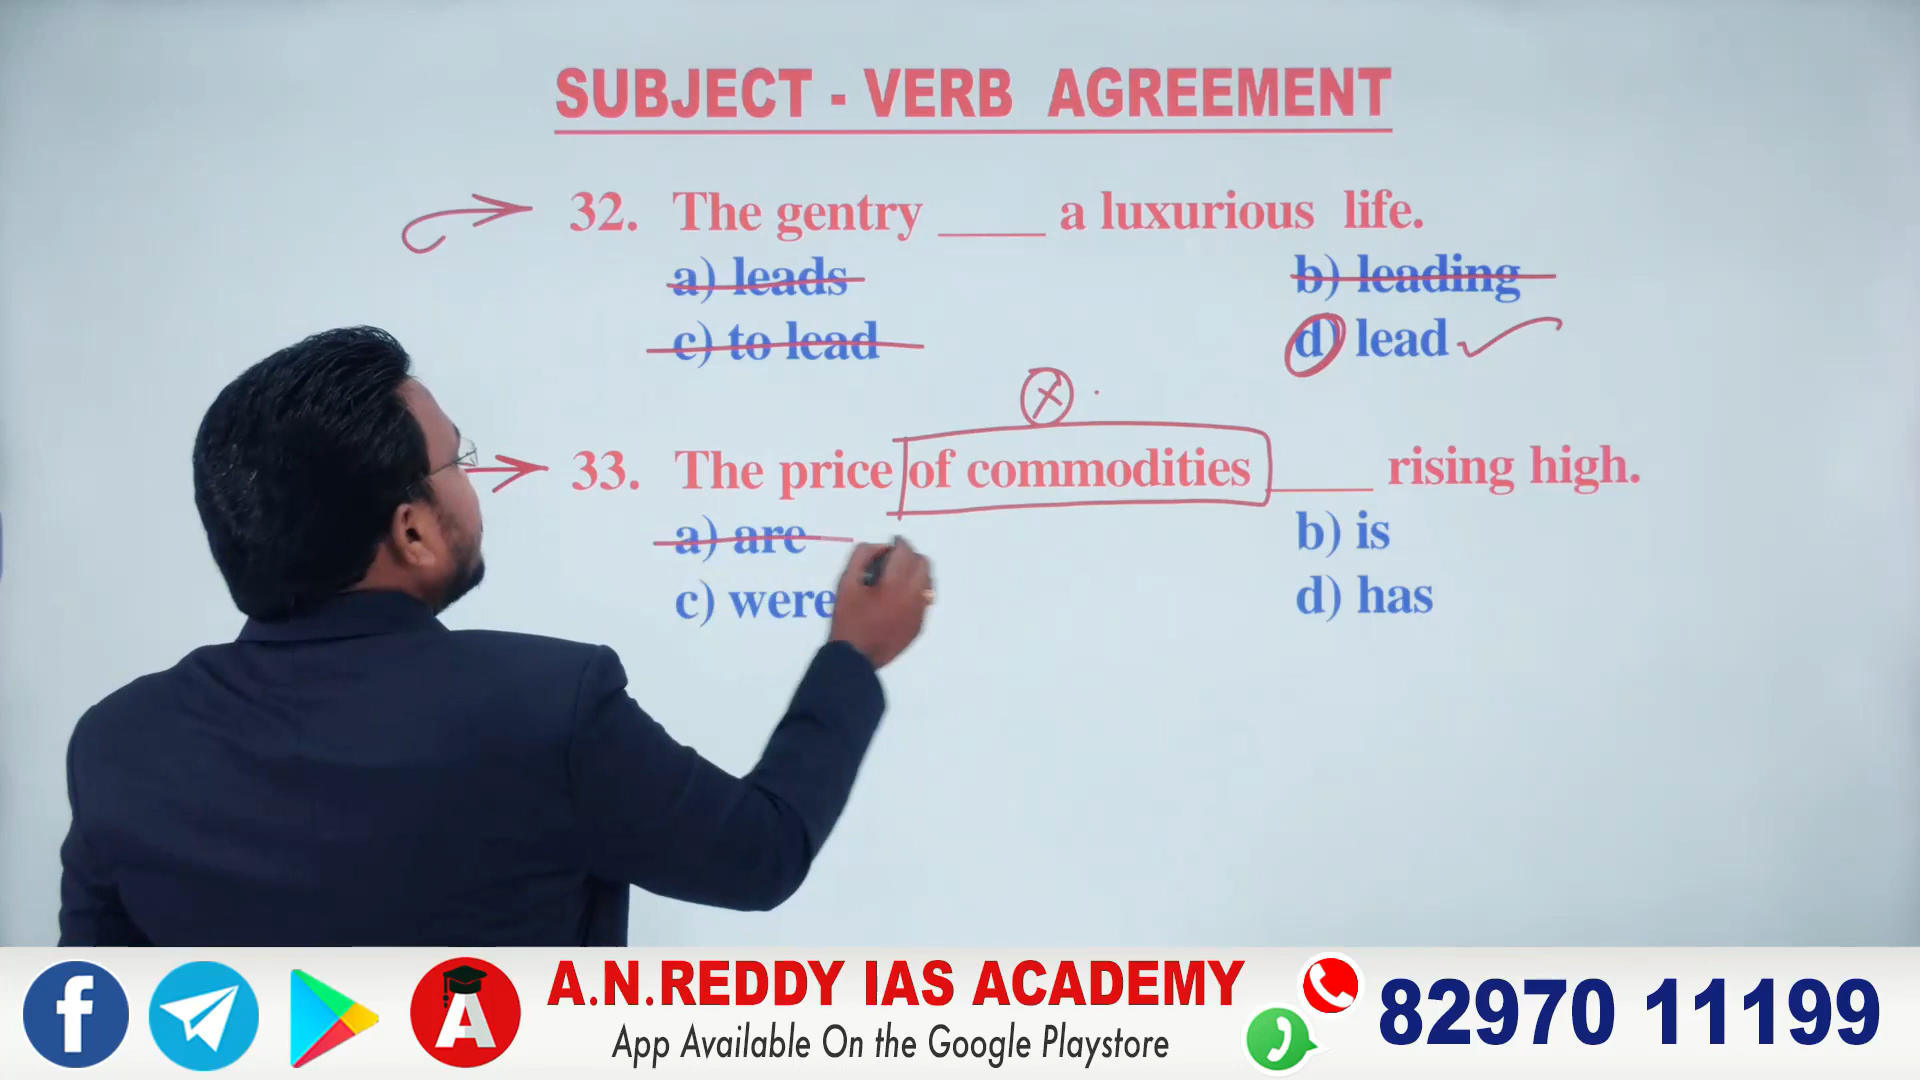 SUBJECT - VERB AGREEMENT
32. The gentry ____ a luxurious life.
a) leads b) leading
c) to lead d) lead
33. The price of commodities ____ rising high.
a) are b) is
c) were d) has
A.N.REDDY IAS ACADEMY
App Available On the Google Playstore
82970 11199